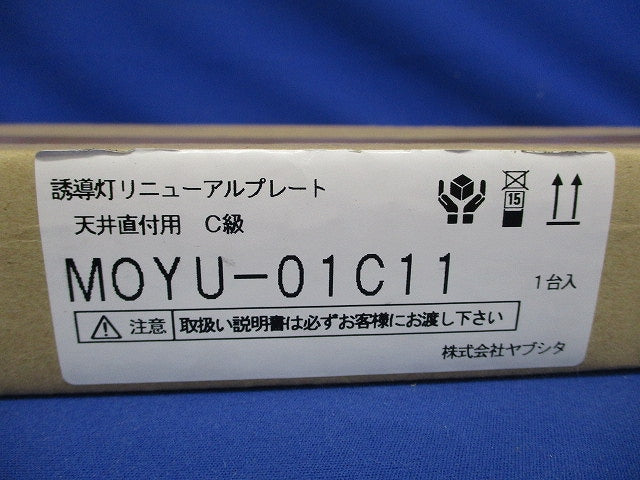 誘導灯リニューアルプレート
天井直付用 C級
15
MOYU-01C11
1台入
注意 取扱い説明書は必ずお客様にお渡し下さい
株式会社ヤブシタ